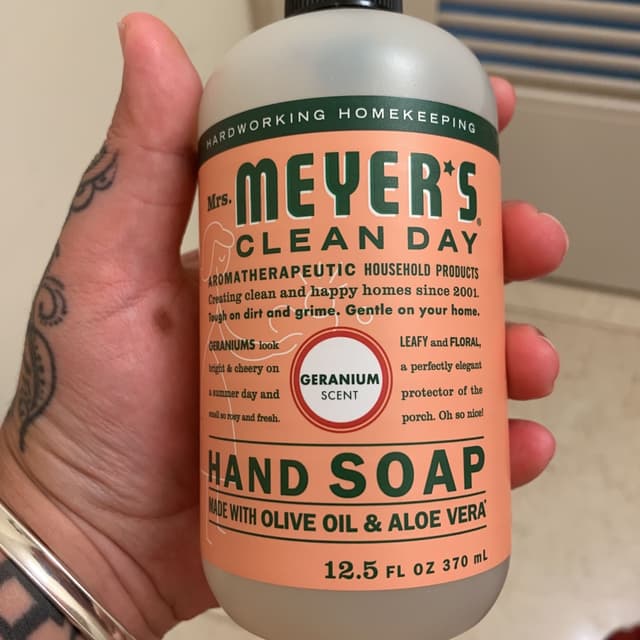 HARDWORKING HOMEKEEPING
Mrs. MEYER'S®
CLEAN DAY
AROMATHERAPEUTIC HOUSEHOLD PRODUCTS
Creating clean and happy homes since 2001.
Tough on dirt and grime. Gentle on your home.
GERANIUMS look
bright & cheery on
a summer day and
smell so rosy and fresh.
GERANIUM
SCENT
LEAFY and FLORAL,
a perfectly elegant
protector of the
porch. Oh so nice!
HAND SOAP
MADE WITH OLIVE OIL & ALOE VERA*
12.5 FL OZ 370 mL